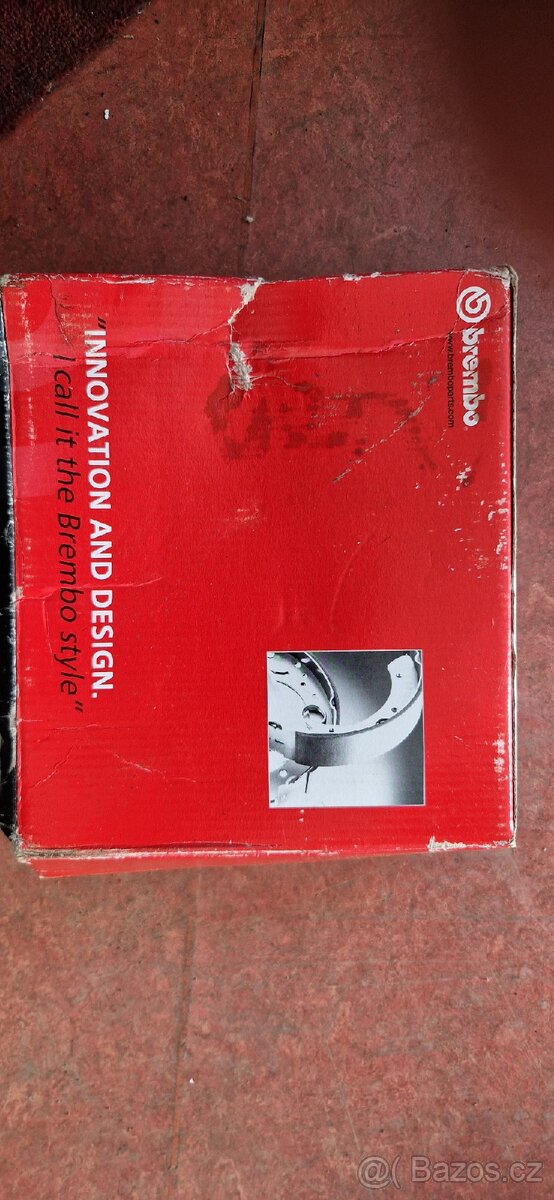 brembo
www.bremboparts.com
"INNOVATION AND DESIGN.
I call it the Brembo style"
@( Bazos.cz